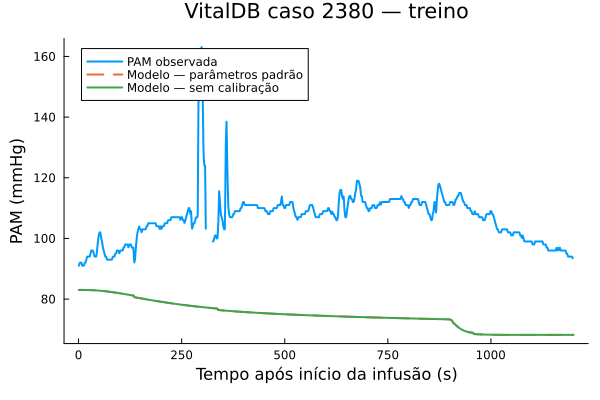 VitalDB caso 2380 — treino
PAM observada
Modelo — parâmetros padrão
Modelo — sem calibração
160
140
120
100
80
PAM (mmHg)
0
250
500
750
1000
Tempo após início da infusão (s)